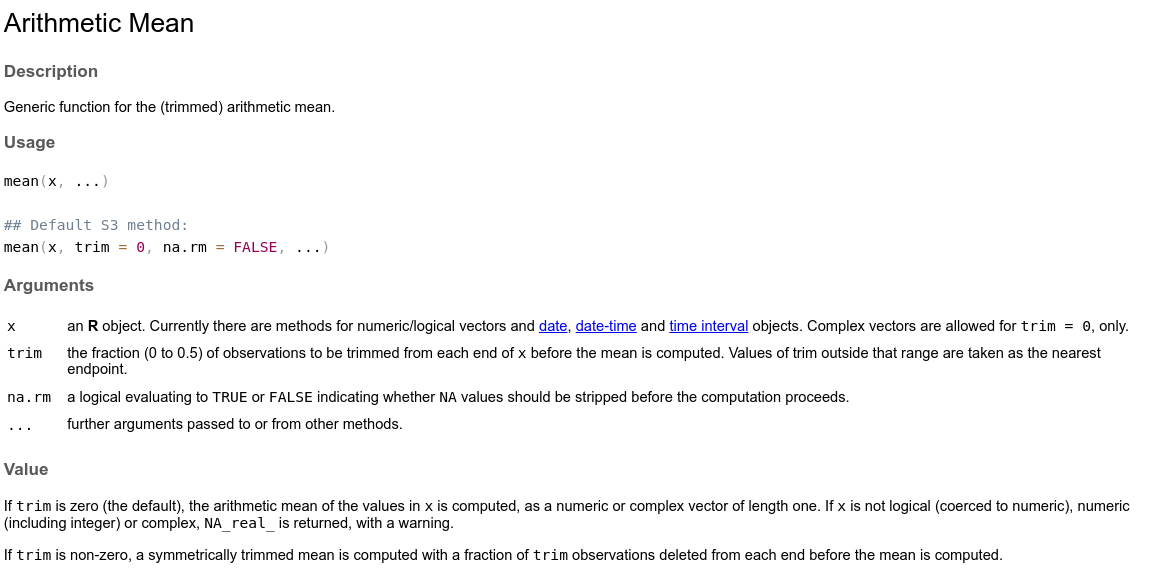 Arithmetic Mean
Description
Generic function for the (trimmed) arithmetic mean.
Usage
mean(x, ...)
## Default S3 method:
mean(x, trim = 0, na.rm = FALSE, ...)
Arguments
x an R object. Currently there are methods for numeric/logical vectors and date, date-time and time interval objects. Complex vectors are allowed for trim = 0, only.
trim the fraction (0 to 0.5) of observations to be trimmed from each end of x before the mean is computed. Values of trim outside that range are taken as the nearest
endpoint.
na.rm a logical evaluating to TRUE or FALSE indicating whether NA values should be stripped before the computation proceeds.
... further arguments passed to or from other methods.
Value
If trim is zero (the default), the arithmetic mean of the values in x is computed, as a numeric or complex vector of length one. If x is not logical (coerced to numeric), numeric
(including integer) or complex, NA_real_ is returned, with a warning.
If trim is non-zero, a symmetrically trimmed mean is computed with a fraction of trim observations deleted from each end before the mean is computed.